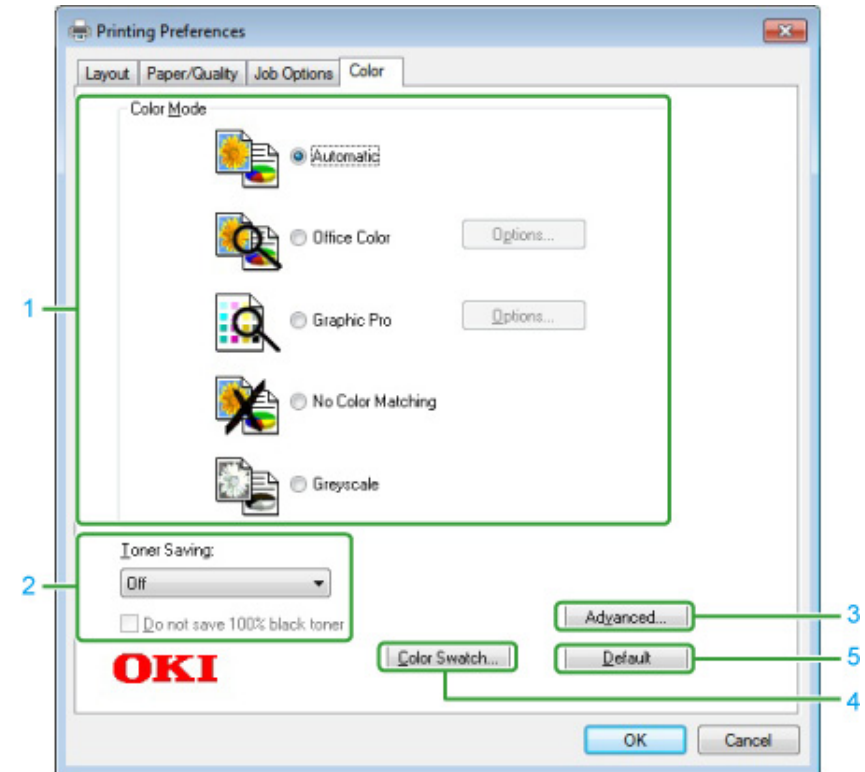 Printing Preferences
Layout Paper/Quality Job Options Color
Color Mode
Automatic
Office Color Options...
1
Graphic Pro Options...
No Color Matching
Greyscale
Toner Saving:
2 Off
Do not save 100% black toner
Advanced... 3
OKI Color Swatch... Default 5
4
OK Cancel